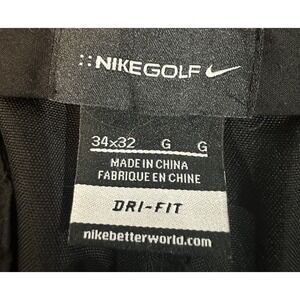 NIKEGOLF
34x32 G G
MADE IN CHINA
FABRIQUE EN CHINE
DRI-FIT
nikebetterworld.com